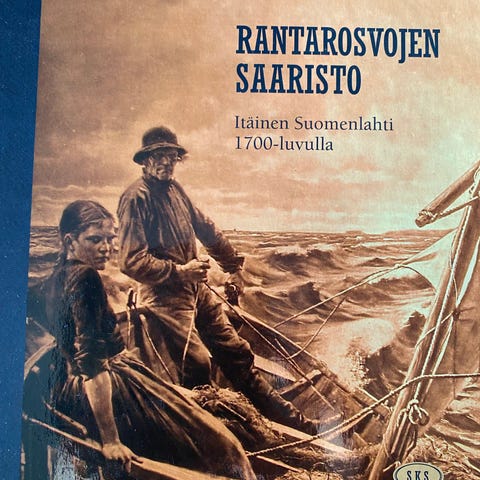 RANTAROSVOJEN
SAARISTO
Itäinen Suomenlahti
1700-luvulla
SKS